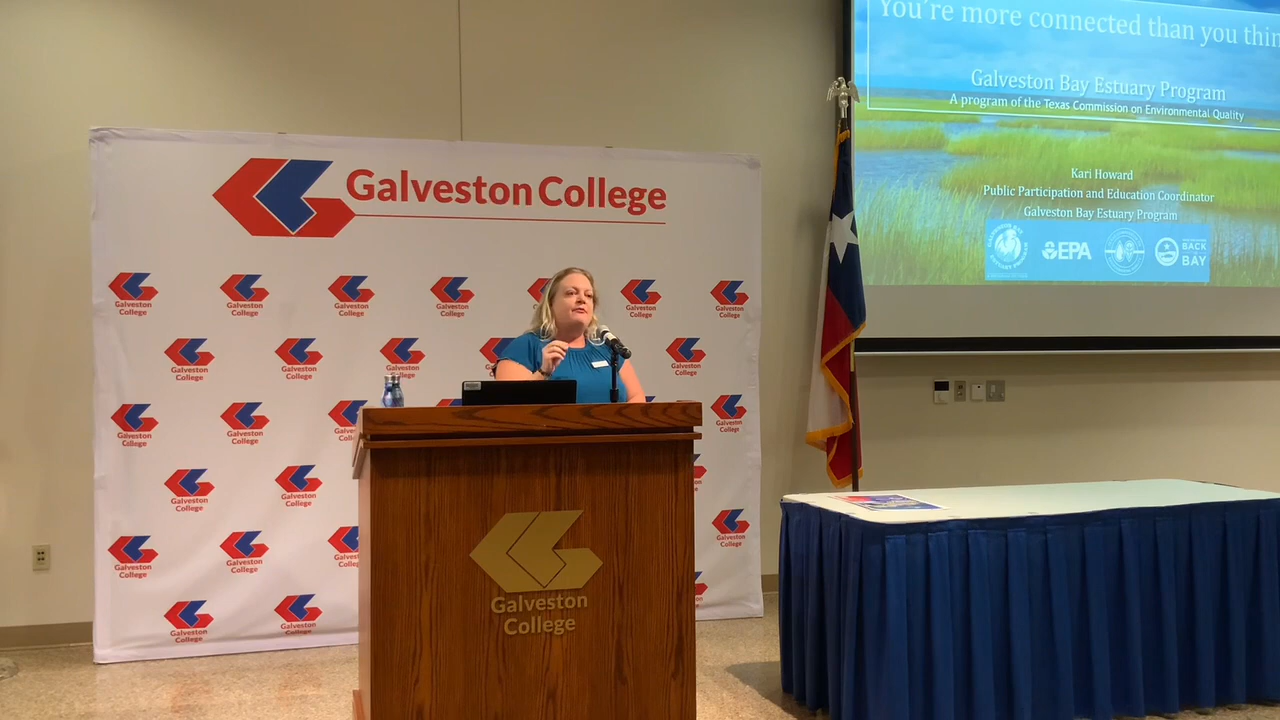 You're more connected than you thin
Galveston Bay Estuary Program
A program of the Texas Commission on Environmental Quality
Kari Howard
Public Participation and Education Coordinator
Galveston Bay Estuary Program
EPA
BACK
BAY
Galveston College
Galveston
College
Galveston
College
Galveston
College
Galveston
College
Galveston
College
Galveston
College
Galveston
College
Galveston
College
Galveston
College
Galveston
College
Galveston
College
Galveston
College
Galveston
College
Galveston
College
Galveston
College
Galveston
College
Galveston
College
Galveston
College
Galveston
College
Galveston
College
Galveston
College
Galveston
College